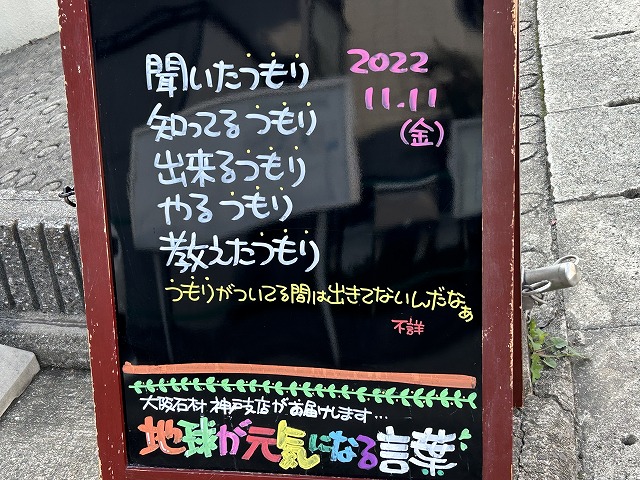 聞いたつもり
2022
11.11
(金)
知ってるつもり
出来るつもり
やるつもり
教えたつもり
つもりがついてる間は出きてないんだなぁ
不詳
大阪石材 神戸支店がお届けします...
地球が元気になる言葉